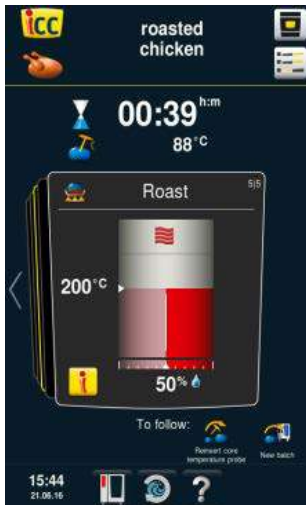 iCC
roasted
chicken
00:39 h:m
88°C
Roast
5|5
200°C
i
50%
To follow:
Reinsert core
temperature probe
New batch
15:44
21.06.16
?